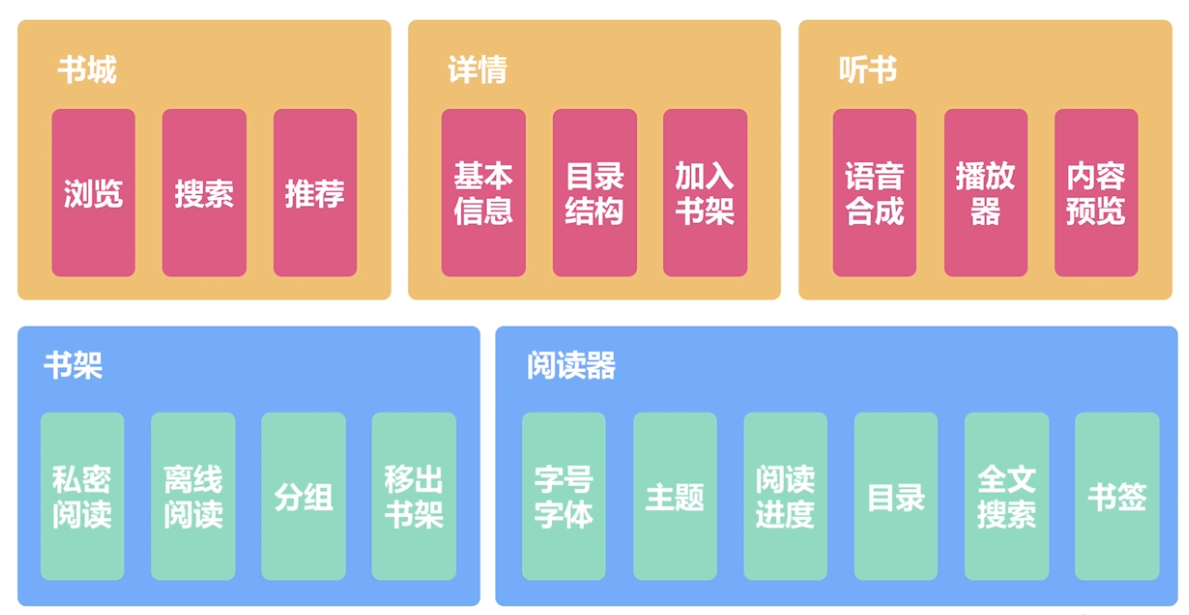 书城
浏览
搜索
推荐
详情
基本
信息
目录
结构
加入
书架
听书
语音
合成
播放
器
内容
预览
书架
私密
阅读
离线
阅读
分组
移出
书架
阅读器
字号
字体
主题
阅读
进度
目录
全文
搜索
书签